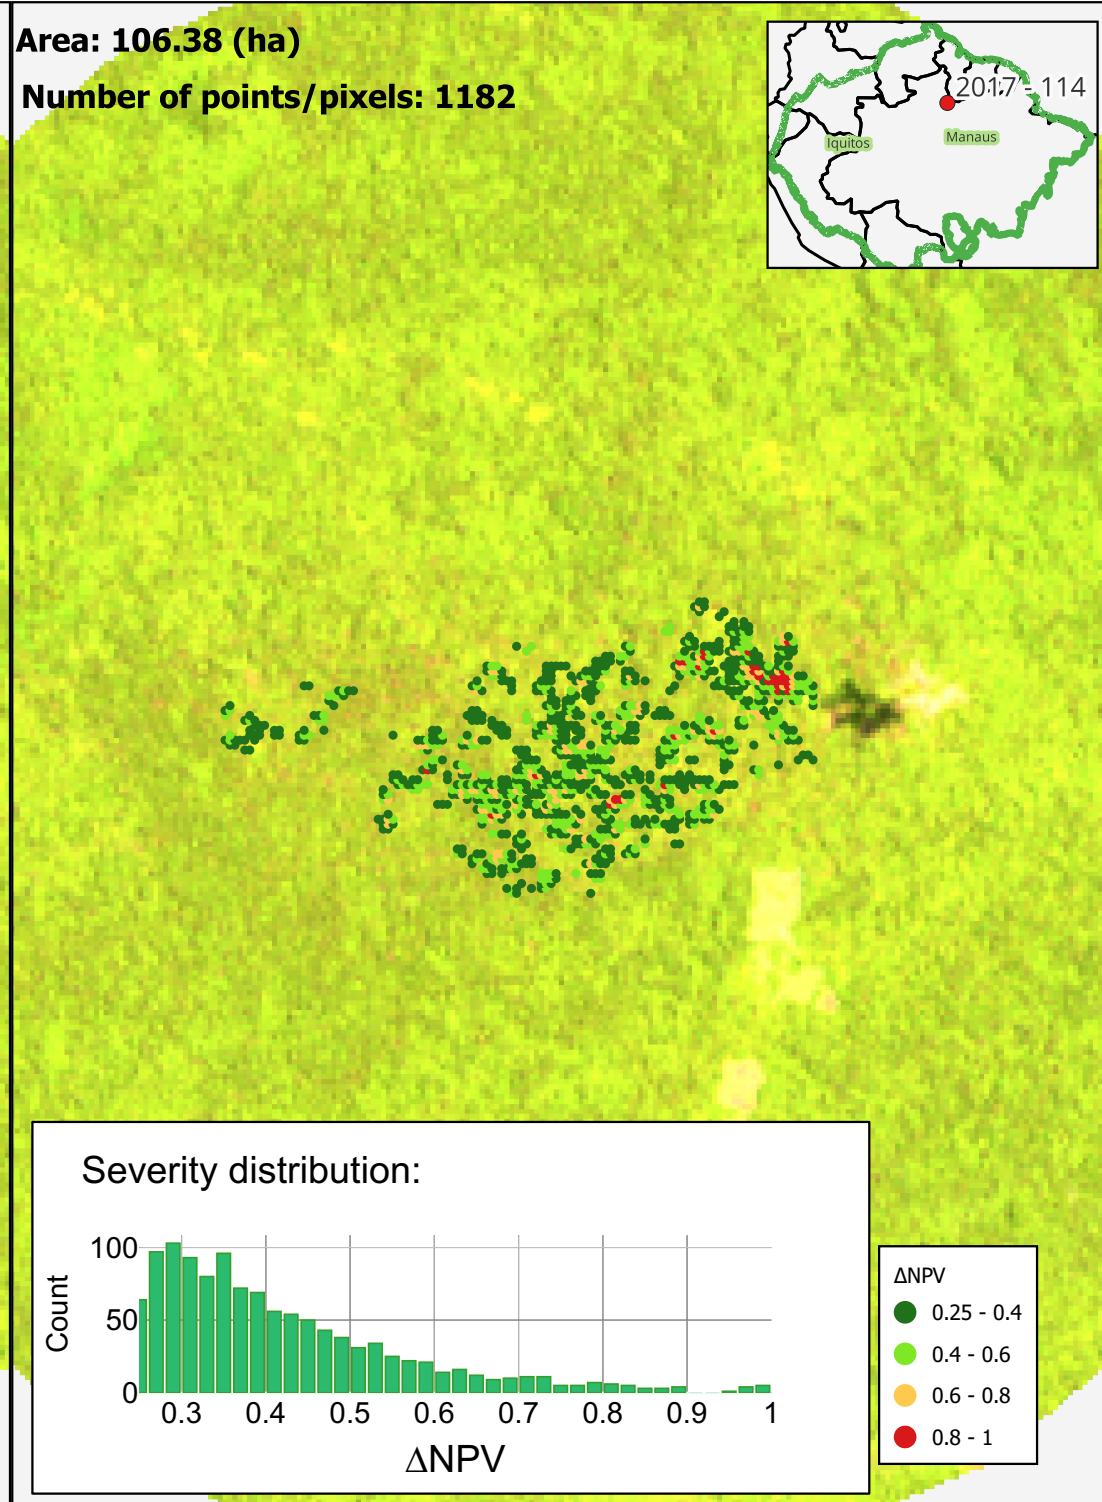 Area: 106.38 (ha)
Number of points/pixels: 1182
2017 - 114
Iquitos
Manaus
Severity distribution:
100
50
0
Count
0.3 0.4 0.5 0.6 0.7 0.8 0.9 1
ΔNPV
ΔNPV
0.25 - 0.4
0.4 - 0.6
0.6 - 0.8
0.8 - 1